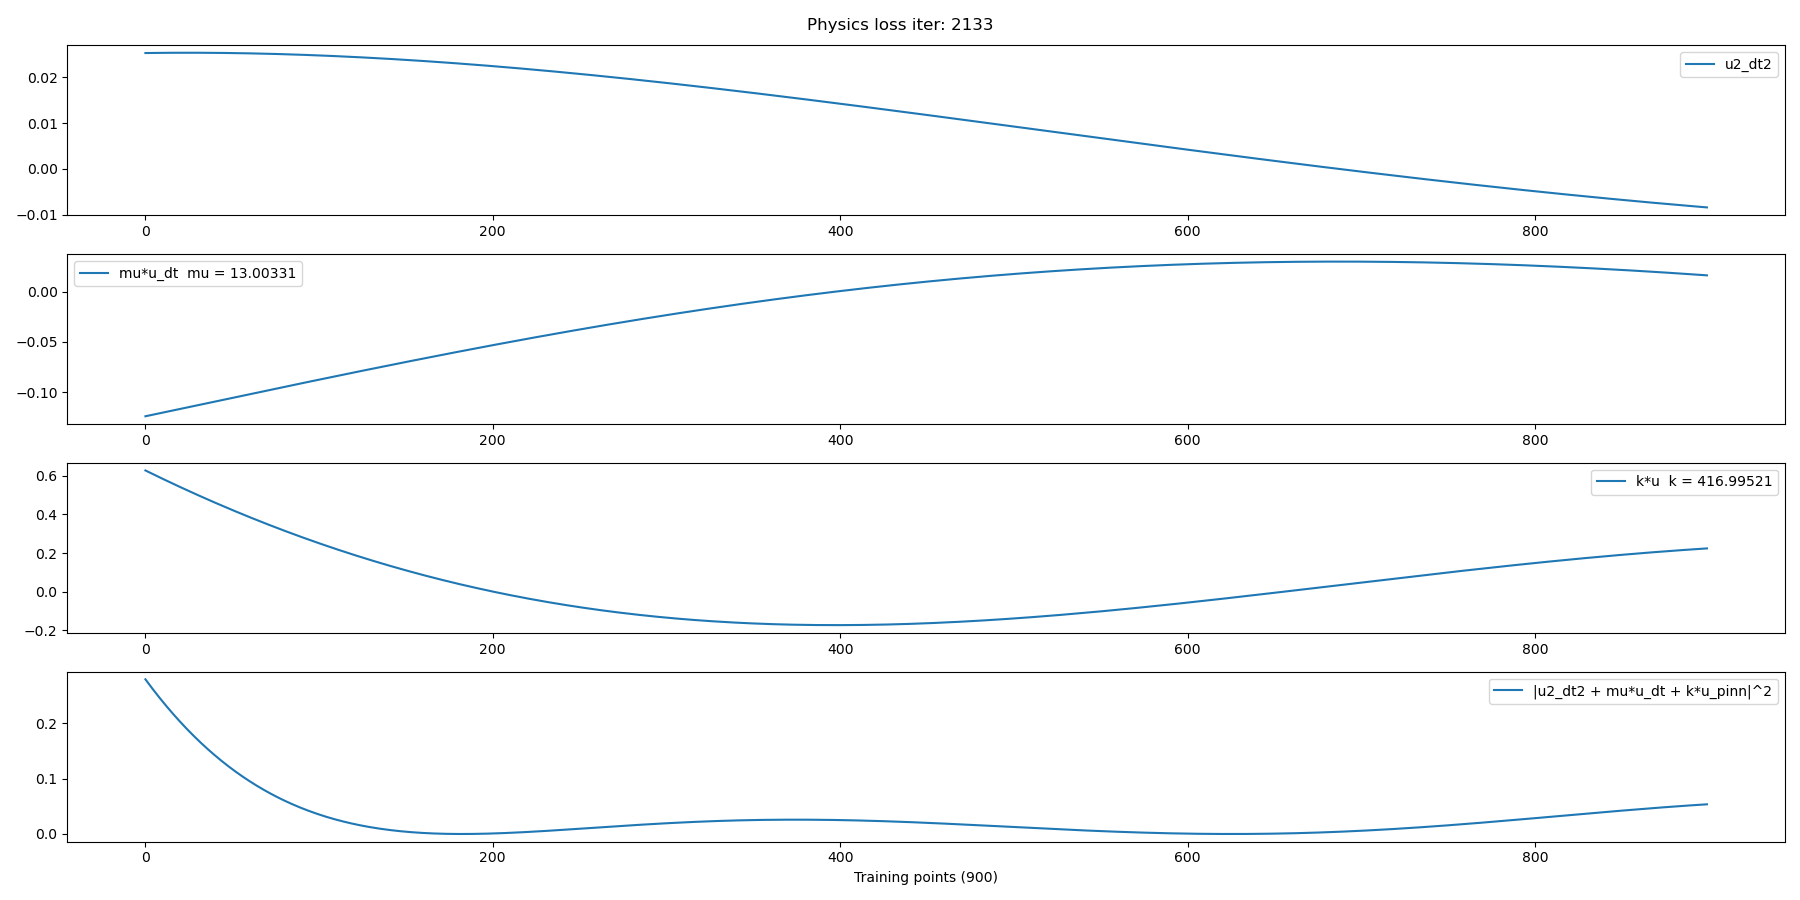 Physics loss iter: 2133
0.02
0.01
0.00
−0.01
u2_dt2
0 200 400 600 800
0.00
−0.05
−0.10
mu*u_dt  mu = 13.00331
0 200 400 600 800
0.6
0.4
0.2
0.0
−0.2
k*u  k = 416.99521
0 200 400 600 800
0.2
0.1
0.0
|u2_dt2 + mu*u_dt + k*u_pinn|^2
0 200 400 600 800
Training points (900)